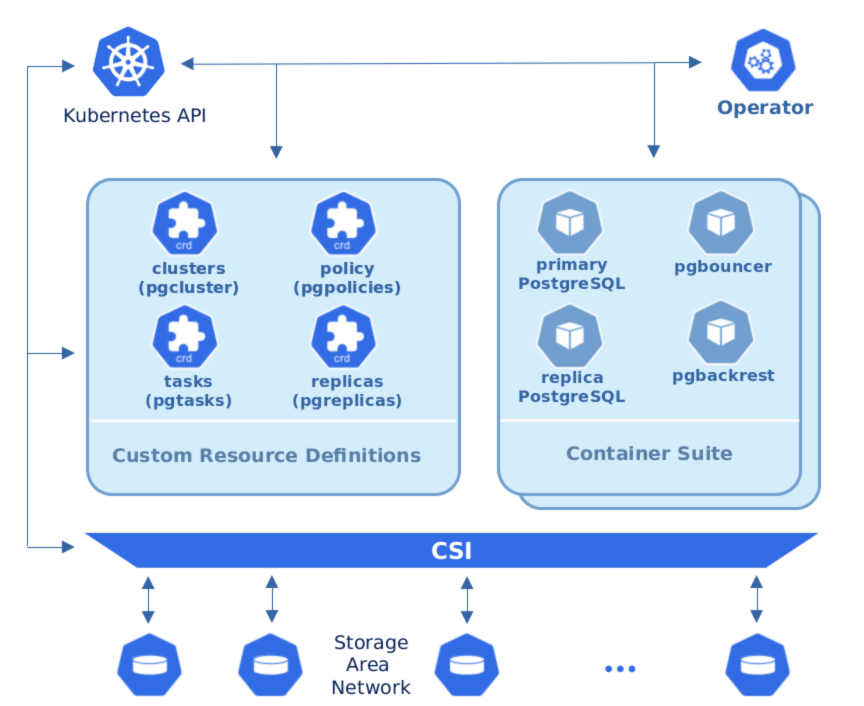 Kubernetes API
Operator
crd
clusters
(pgcluster)
crd
policy
(pgpolicies)
crd
tasks
(pgtasks)
crd
replicas
(pgreplicas)
Custom Resource Definitions
primary
PostgreSQL
pgbouncer
replica
PostgreSQL
pgbackrest
Container Suite
CSI
Storage
Area
Network
...